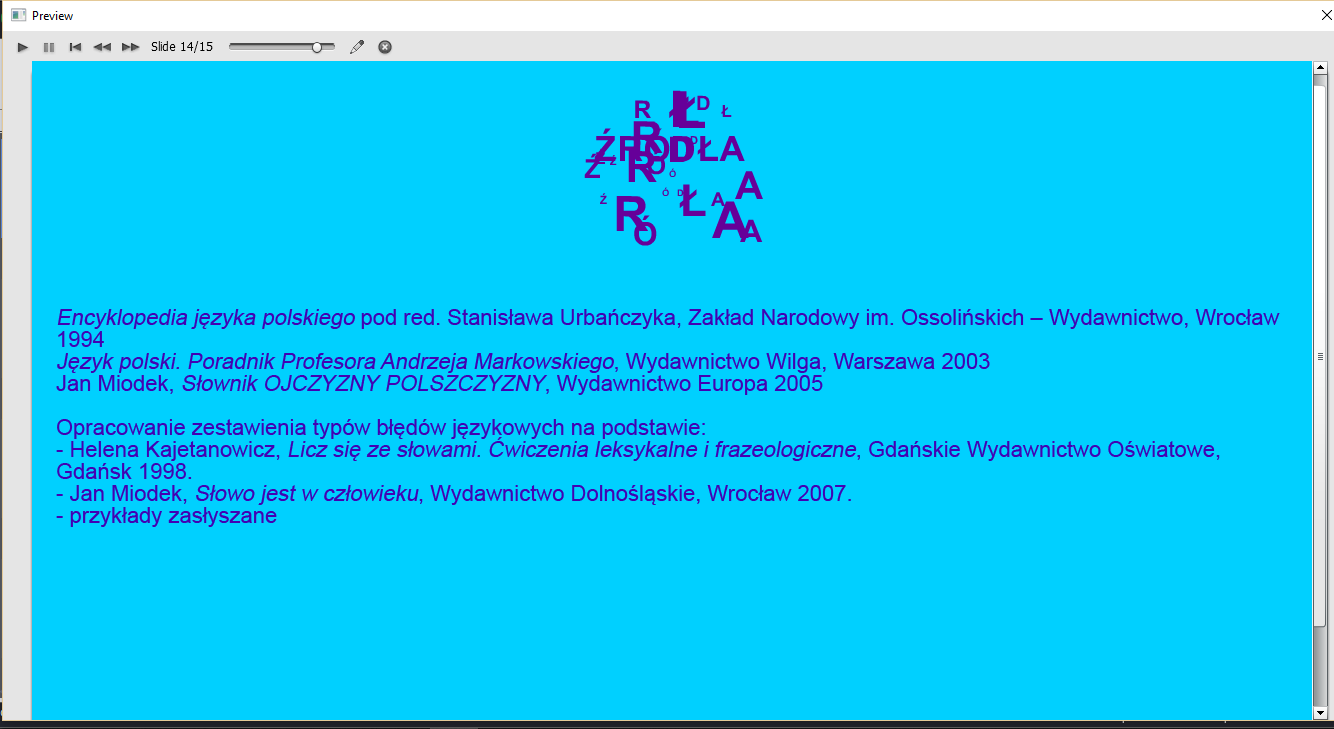 Preview
Slide 14/15
ŹRÓDŁA
Encyklopedia języka polskiego pod red. Stanisława Urbańczyka, Zakład Narodowy im. Ossolińskich – Wydawnictwo, Wrocław
1994
Język polski. Poradnik Profesora Andrzeja Markowskiego, Wydawnictwo Wilga, Warszawa 2003
Jan Miodek, Słownik OJCZYZNY POLSZCZYZNY, Wydawnictwo Europa 2005
Opracowanie zestawienia typów błędów językowych na podstawie:
- Helena Kajetanowicz, Licz się ze słowami. Ćwiczenia leksykalne i frazeologiczne, Gdańskie Wydawnictwo Oświatowe,
Gdańsk 1998.
- Jan Miodek, Słowo jest w człowieku, Wydawnictwo Dolnośląskie, Wrocław 2007.
- przykłady zasłyszane